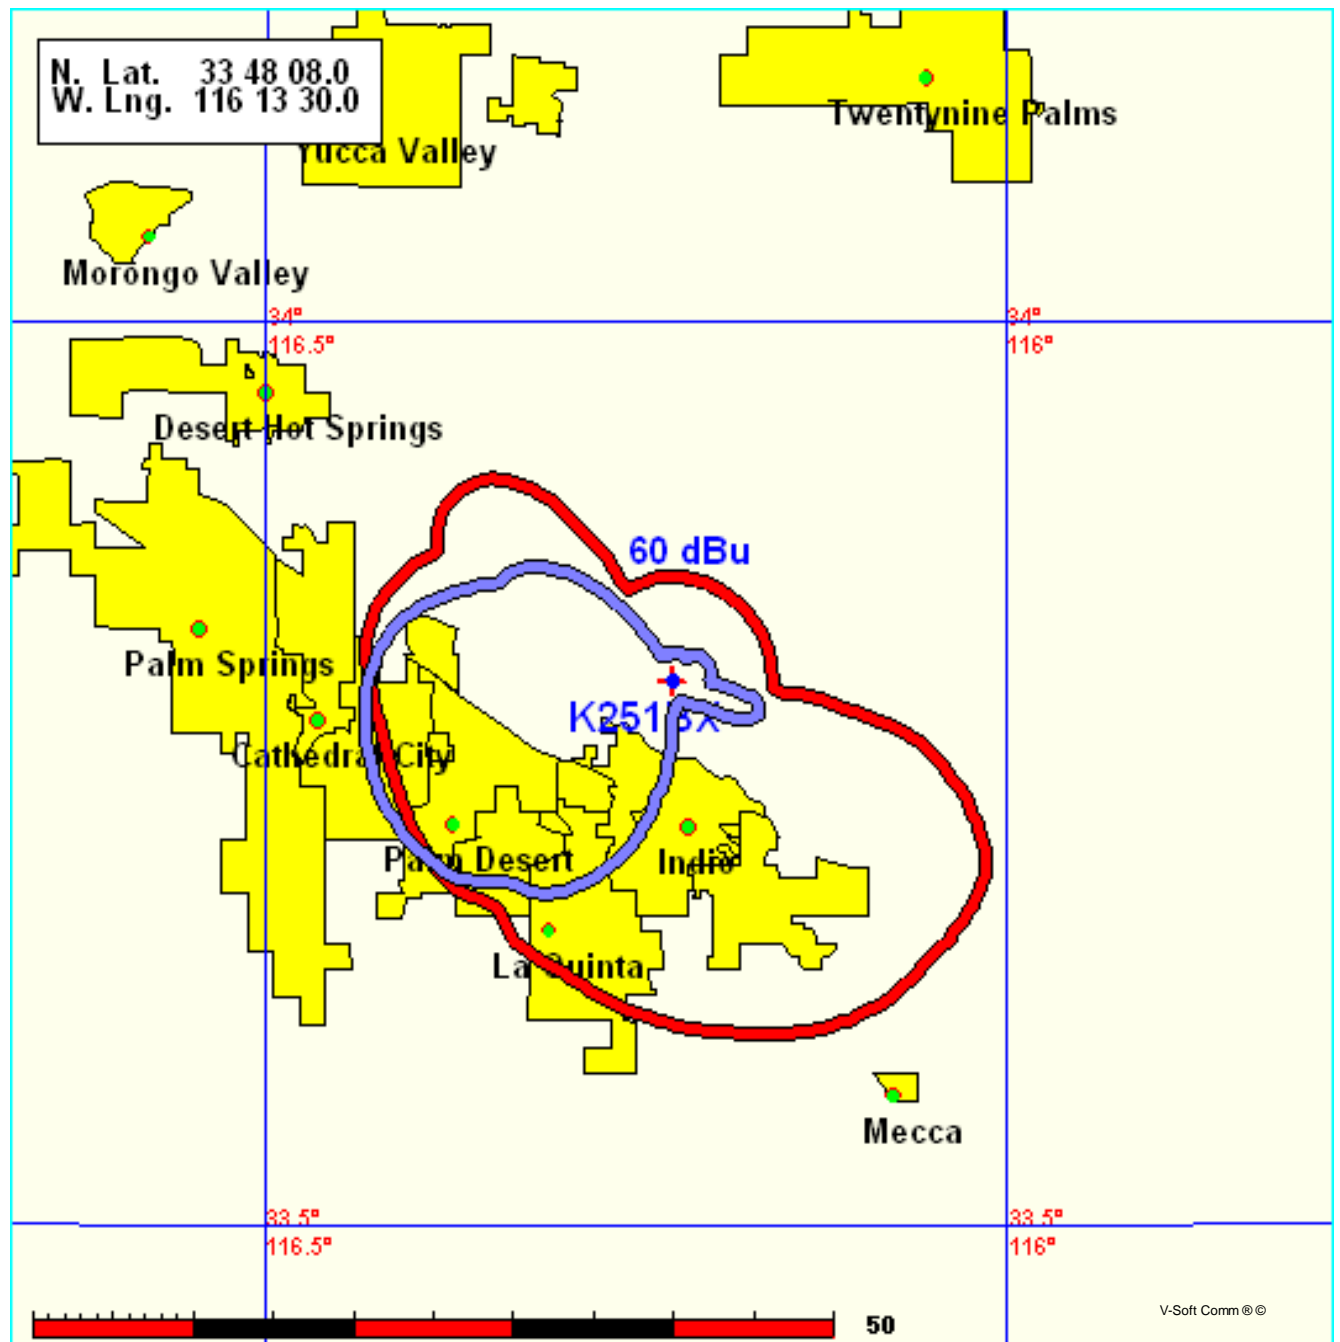 N. Lat. 33 48 08.0
W. Lng. 116 13 30.0
Twentynine Palms
Yucca Valley
Morongo Valley
34°
116.5°
34°
116°
Desert Hot Springs
60 dBu
Palm Springs
K251BX
Cathedral City
Palm Desert
Indio
La Quinta
Mecca
33.5°
116.5°
33.5°
116°
V-Soft Comm ® ©
50